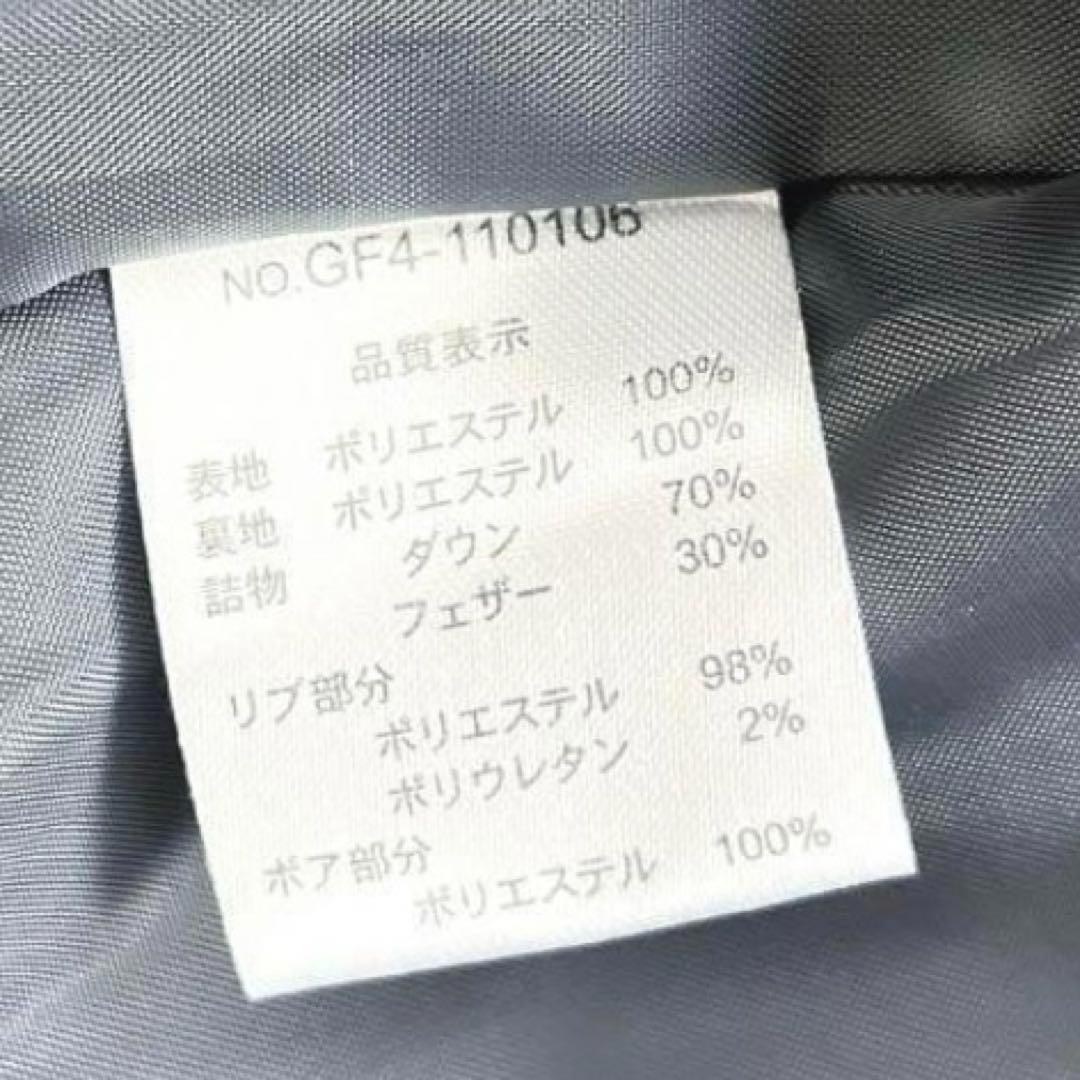 NO.GF4-110106
品質表示
表地 ポリエステル 100%
裏地 ポリエステル 100%
詰物 ダウン 70%
フェザー 30%
リブ部分
ポリエステル 98%
ポリウレタン 2%
ボア部分
ポリエステル 100%